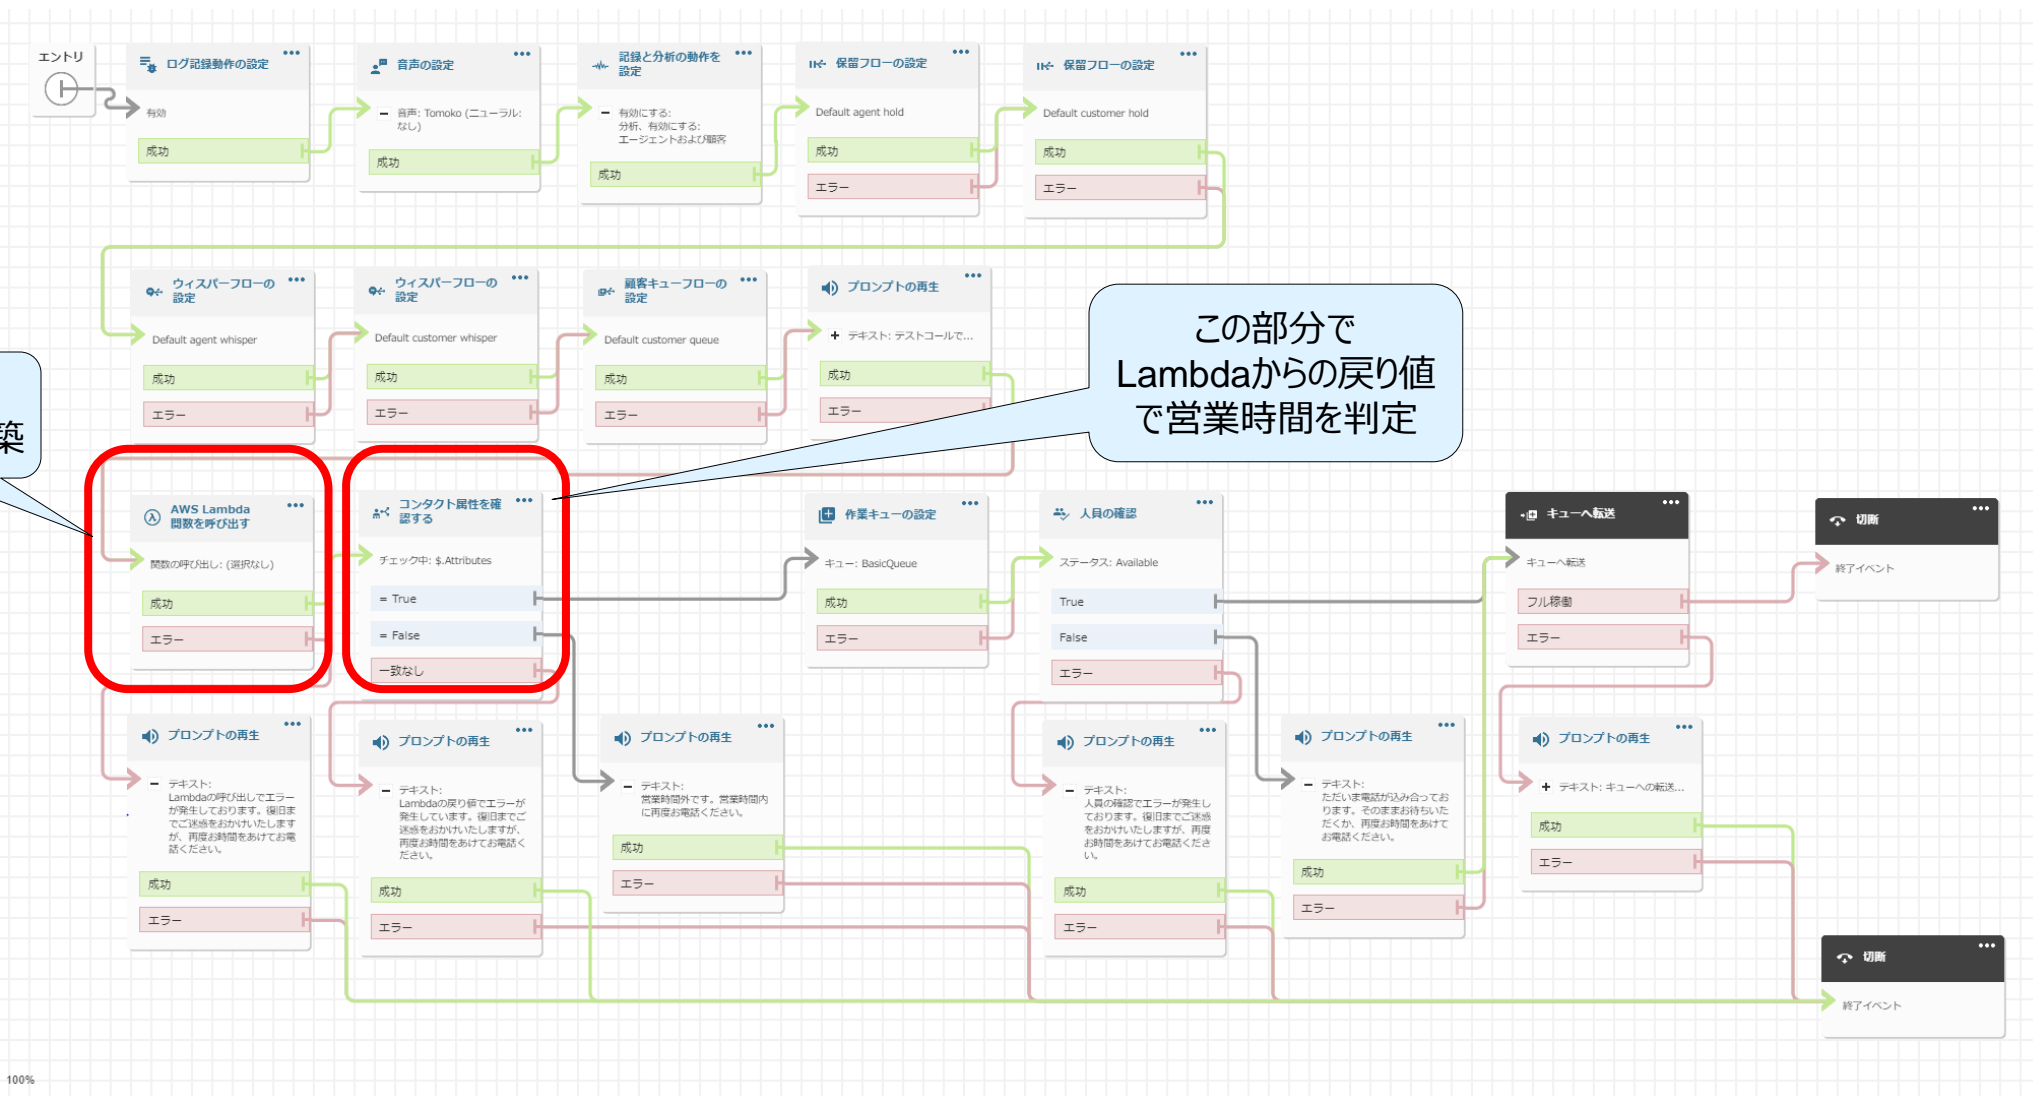 エントリ
ログ記録動作の設定
有効
成功
音声の設定
音声: Tomoko (ニューラル:
なし)
成功
記録と分析の動作を
設定
有効にする:
分析、有効にする:
エージェントおよび顧客
成功
保留フローの設定
Default agent hold
成功
エラー
保留フローの設定
Default customer hold
成功
エラー
ウィスパーフローの
設定
Default agent whisper
成功
エラー
ウィスパーフローの
設定
Default customer whisper
成功
エラー
顧客キューフローの
設定
Default customer queue
成功
エラー
プロンプトの再生
テキスト: テストコールで...
成功
エラー
この部分で
Lambdaからの戻り値
で営業時間を判定
築
AWS Lambda
関数を呼び出す
関数の呼び出し: (選択なし)
成功
エラー
コンタクト属性を確
認する
チェック中: $.Attributes
= True
= False
一致なし
作業キューの設定
キュー: BasicQueue
成功
エラー
人員の確認
ステータス: Available
True
False
エラー
キューへ転送
キューへ転送
フル稼働
エラー
切断
終了イベント
プロンプトの再生
テキスト:
Lambdaの呼び出しでエラー
が発生しております。復旧ま
でご迷惑をおかけいたします
が、再度お時間をあけてお電
話ください。
成功
エラー
プロンプトの再生
テキスト:
Lambdaの戻り値でエラーが
発生しています。復旧までご
迷惑をおかけいたしますが、
再度お時間をあけてお電話く
ださい。
成功
エラー
プロンプトの再生
テキスト:
営業時間外です。営業時間内
に再度お電話ください。
成功
エラー
プロンプトの再生
テキスト:
人員の確認でエラーが発生し
ております。復旧までご迷惑
をおかけいたしますが、再度
お時間をあけてお電話くださ
い。
成功
エラー
プロンプトの再生
テキスト:
ただいま電話が込み合ってお
ります。そのままお待ちいた
だくか、再度お時間をあけて
お電話ください。
成功
エラー
プロンプトの再生
テキスト: キューへの転送...
成功
エラー
切断
終了イベント
100%